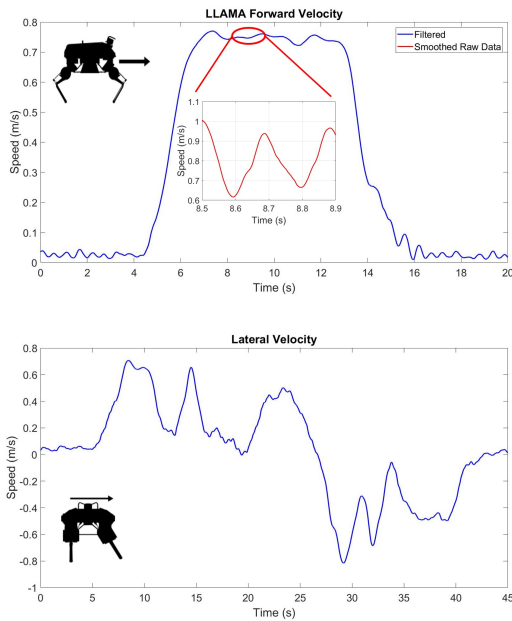 LLAMA Forward Velocity
Filtered
Smoothed Raw Data
Speed (m/s)
0.8
0.7
0.6
0.5
0.4
0.3
0.2
0.1
0
0 2 4 6 8 10 12 14 16 18 20
Time (s)
Speed (m/s)
1.1
1
0.9
0.8
0.7
0.6
8.5 8.6 8.7 8.8 8.9
Time (s)
Lateral Velocity
Speed (m/s)
0.8
0.6
0.4
0.2
0
-0.2
-0.4
-0.6
-0.8
-1
0 5 10 15 20 25 30 35 40 45
Time (s)